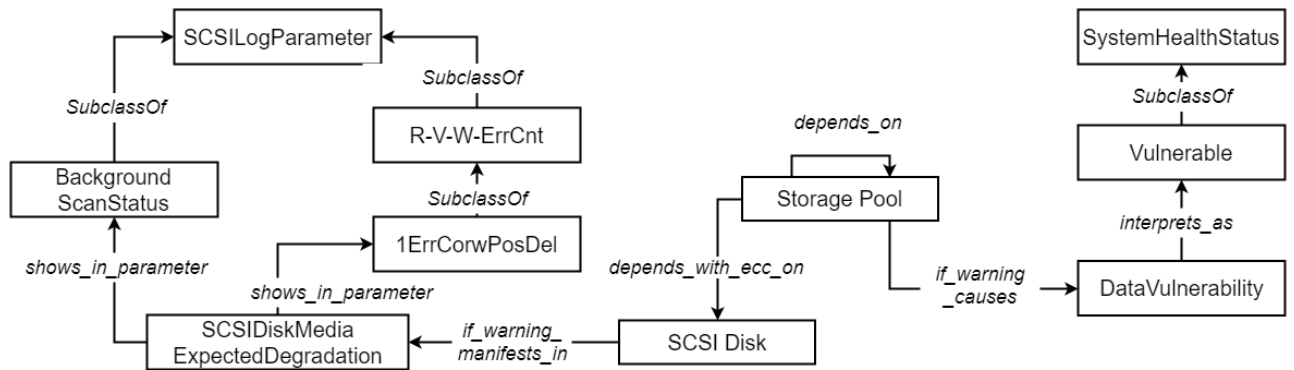 SCSILogParameter
SystemHealthStatus
SubclassOf
SubclassOf
SubclassOf
R-V-W-ErrCnt
depends_on
Vulnerable
Background
ScanStatus
Storage Pool
SubclassOf
interprets_as
1ErrCorwPosDel
shows_in_parameter
depends_with_ecc_on
if_warning
_causes
DataVulnerability
shows_in_parameter
SCSIDiskMedia
ExpectedDegradation
if_warning_
manifests_in
SCSI Disk